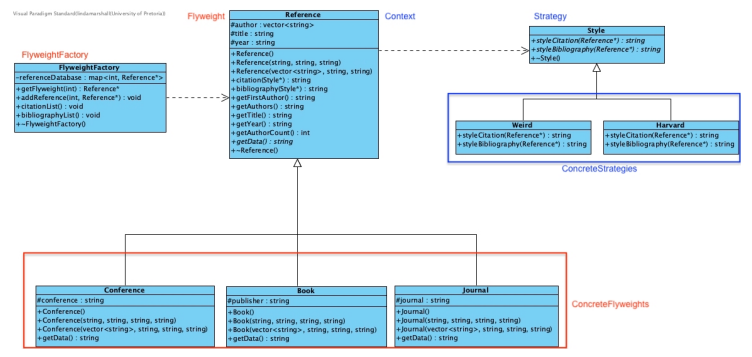 Visual Paradigm Standard(lindamarshall(University of Pretoria))
Flyweight
Reference
Context
#author : vector<string>
#title : string
#year : string
+Reference()
+Reference(string, string, string)
+Reference(vector<string>, string, string)
+citation(Style*) : string
+bibliography(Style*) : string
+getFirstAuthor() : string
+getAuthors() : string
+getTitle() : string
+getYear() : string
+getAuthorCount() : int
+getData() : string
+~Reference()
Strategy
Style
+styleCitation(Reference*) : string
+styleBibliography(Reference*) : string
+~Style()
FlyweightFactory
FlyweightFactory
-referenceDatabase : map<int, Reference*>
+getFlyweight(int) : Reference*
+addReference(int, Reference*) : void
+citationList() : void
+bibliographyList() : void
+~FlyweightFactory()
Weird
+styleCitation(Reference*) : string
+styleBibliography(Reference*) : string
Harvard
+styleCitation(Reference*) : string
+styleBibliography(Reference*) : string
ConcreteStrategies
Conference
#conference : string
+Conference()
+Conference(string, string, string, string)
+Conference(vector<string>, string, string, string)
+getData() : string
Book
#publisher : string
+Book()
+Book(string, string, string, string)
+Book(vector<string>, string, string, string)
+getData() : string
Journal
#journal : string
+Journal()
+Journal(string, string, string, string)
+Journal(vector<string>, string, string, string)
+getData() : string
ConcreteFlyweights